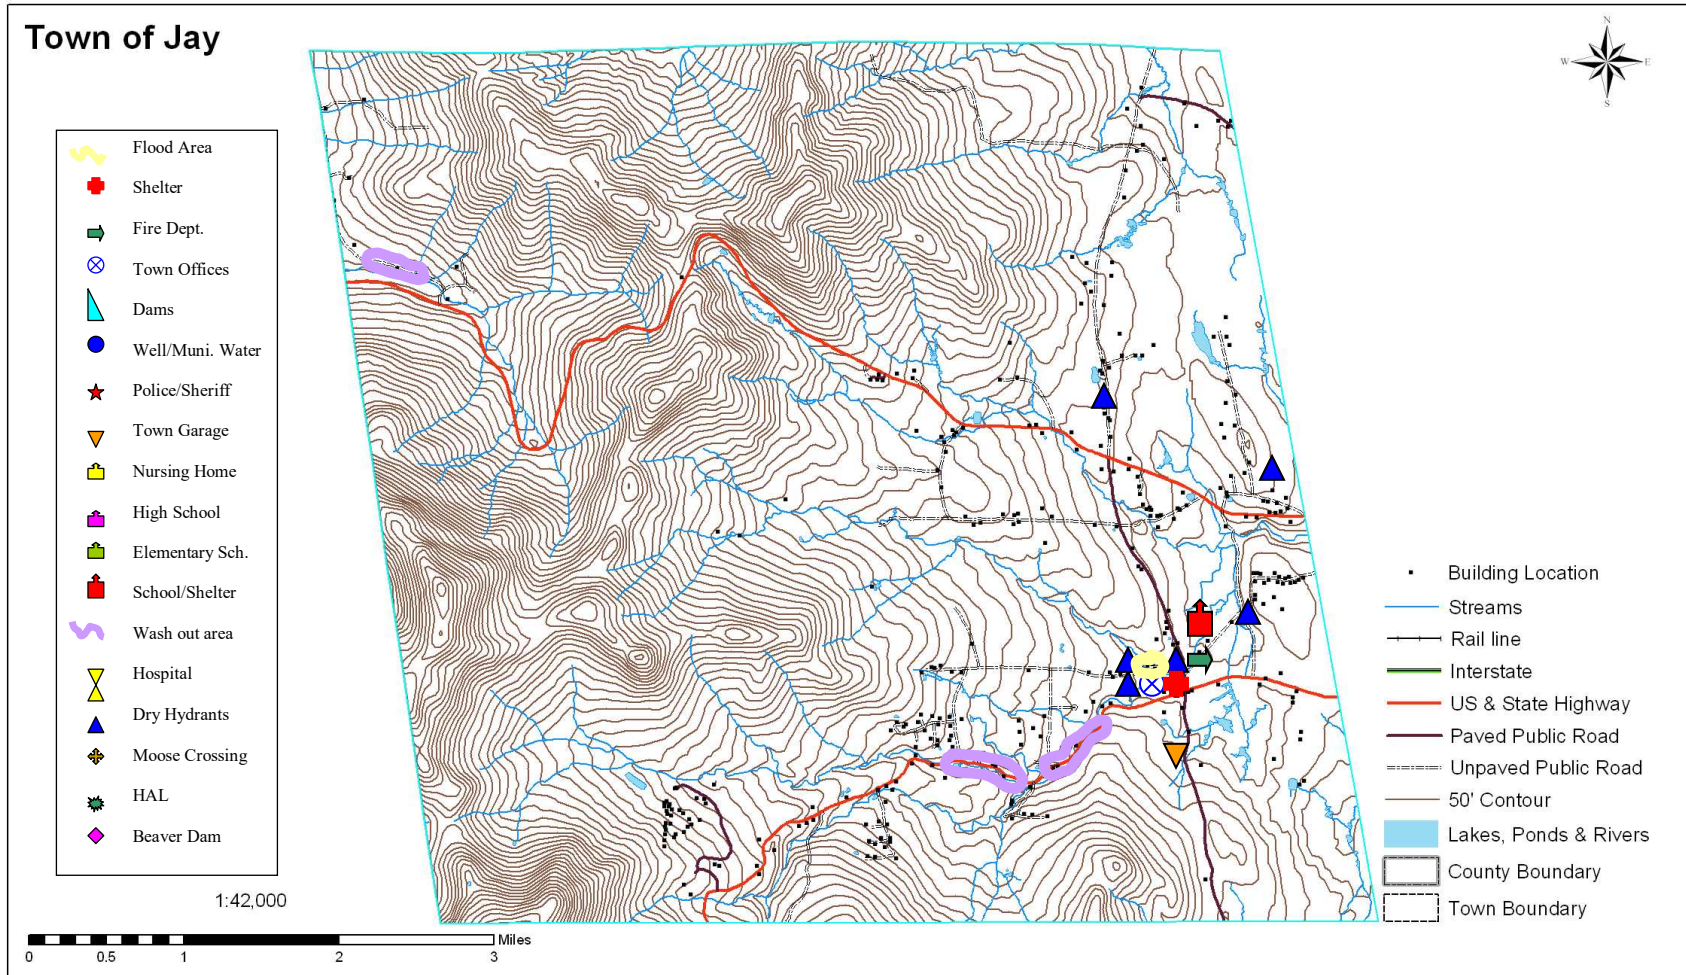 Town of Jay
N
W E
S
Flood Area
Shelter
Fire Dept.
Town Offices
Dams
Well/Muni. Water
Police/Sheriff
Town Garage
Nursing Home
High School
Elementary Sch.
School/Shelter
Wash out area
Hospital
Dry Hydrants
Moose Crossing
HAL
Beaver Dam
1:42,000
Miles
0 0.5 1 2 3
Building Location
Streams
Rail line
Interstate
US & State Highway
Paved Public Road
Unpaved Public Road
50' Contour
Lakes, Ponds & Rivers
County Boundary
Town Boundary